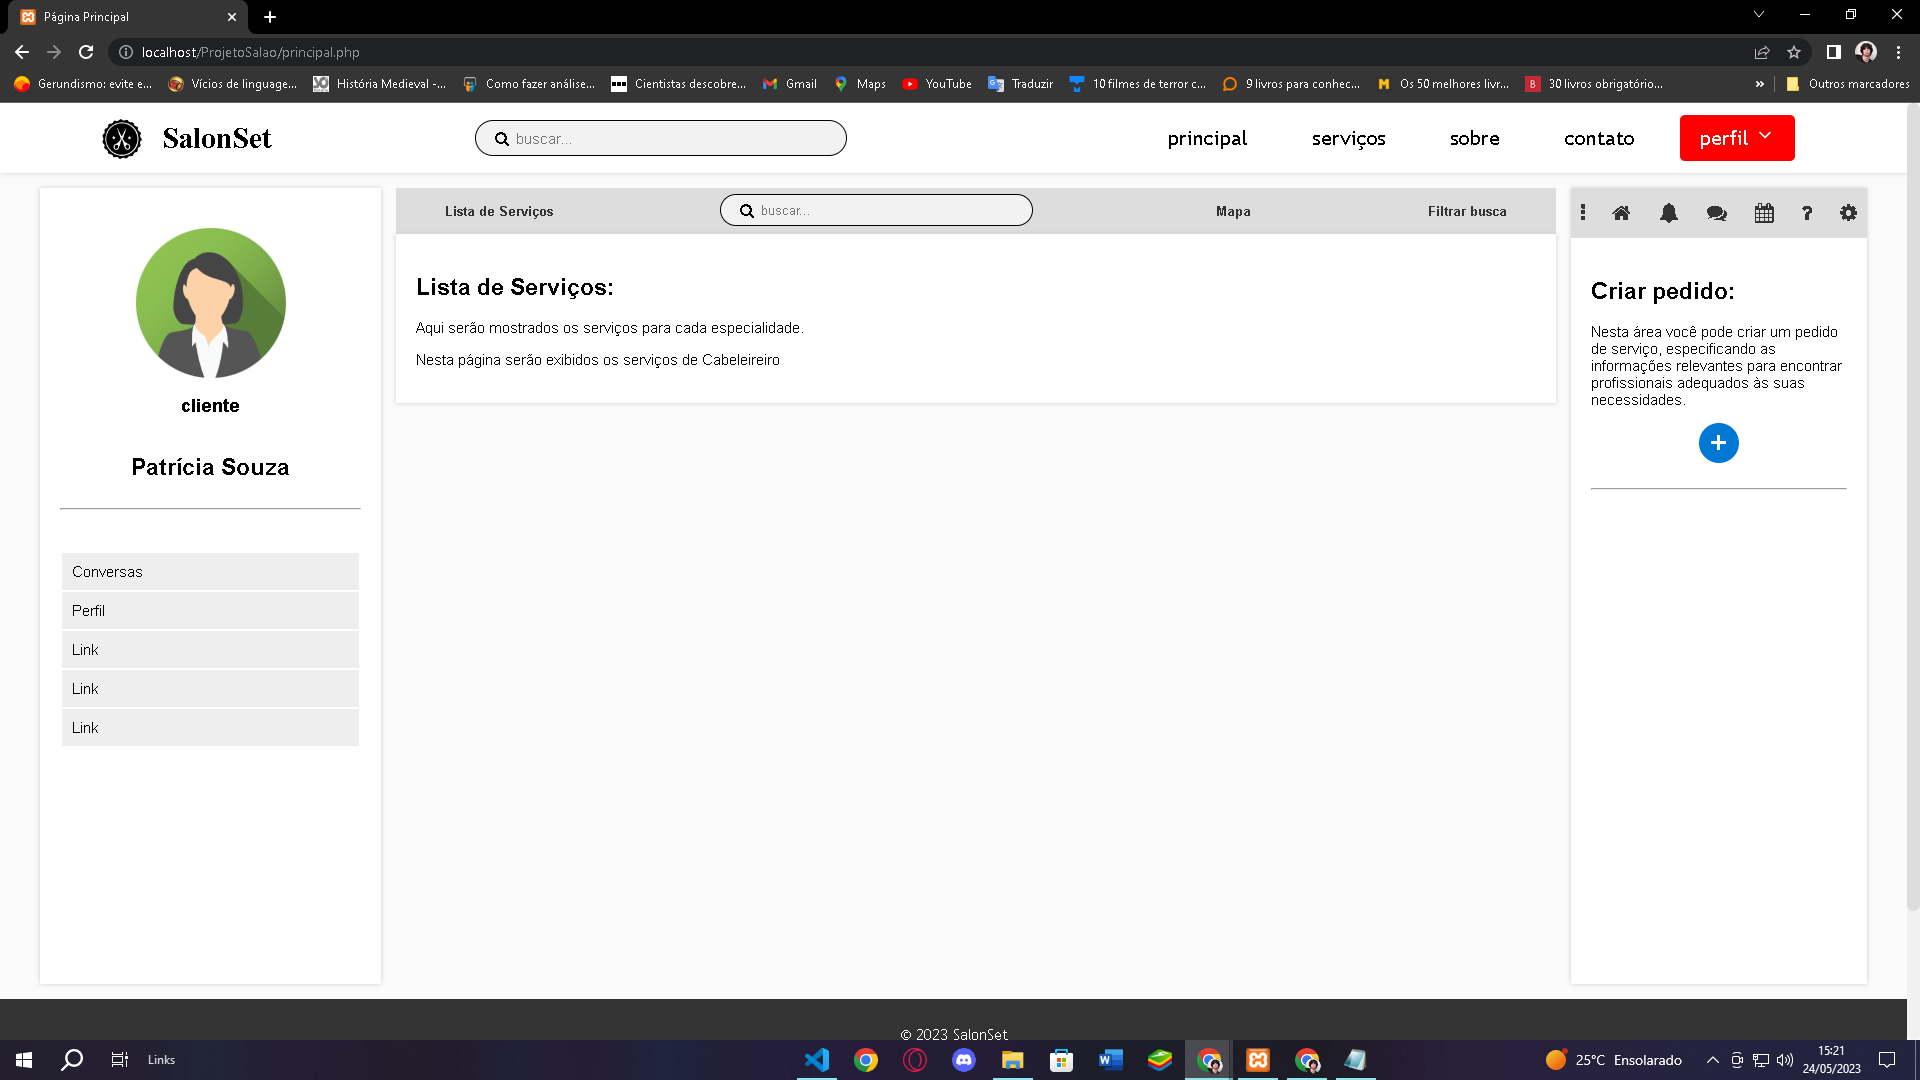 Página Principal
localhost/ProjetoSalao/principal.php
Gerundismo: evite e...
Vícios de linguage...
História Medieval -...
Como fazer análise...
Cientistas descobre...
Gmail
Maps
YouTube
Traduzir
10 filmes de terror c...
9 livros para conhec...
Os 50 melhores livr...
30 livros obrigatório...
»
Outros marcadores
SalonSet
buscar...
principal
serviços
sobre
contato
perfil
cliente
Patrícia Souza
Conversas
Perfil
Link
Link
Link
Lista de Serviços
buscar...
Mapa
Filtrar busca
Lista de Serviços:
Aqui serão mostrados os serviços para cada especialidade.
Nesta página serão exibidos os serviços de Cabeleireiro
Criar pedido:
Nesta área você pode criar um pedido
de serviço, especificando as
informações relevantes para encontrar
profissionais adequados às suas
necessidades.
© 2023 SalonSet
Links
25°C Ensolarado
15:21
24/05/2023